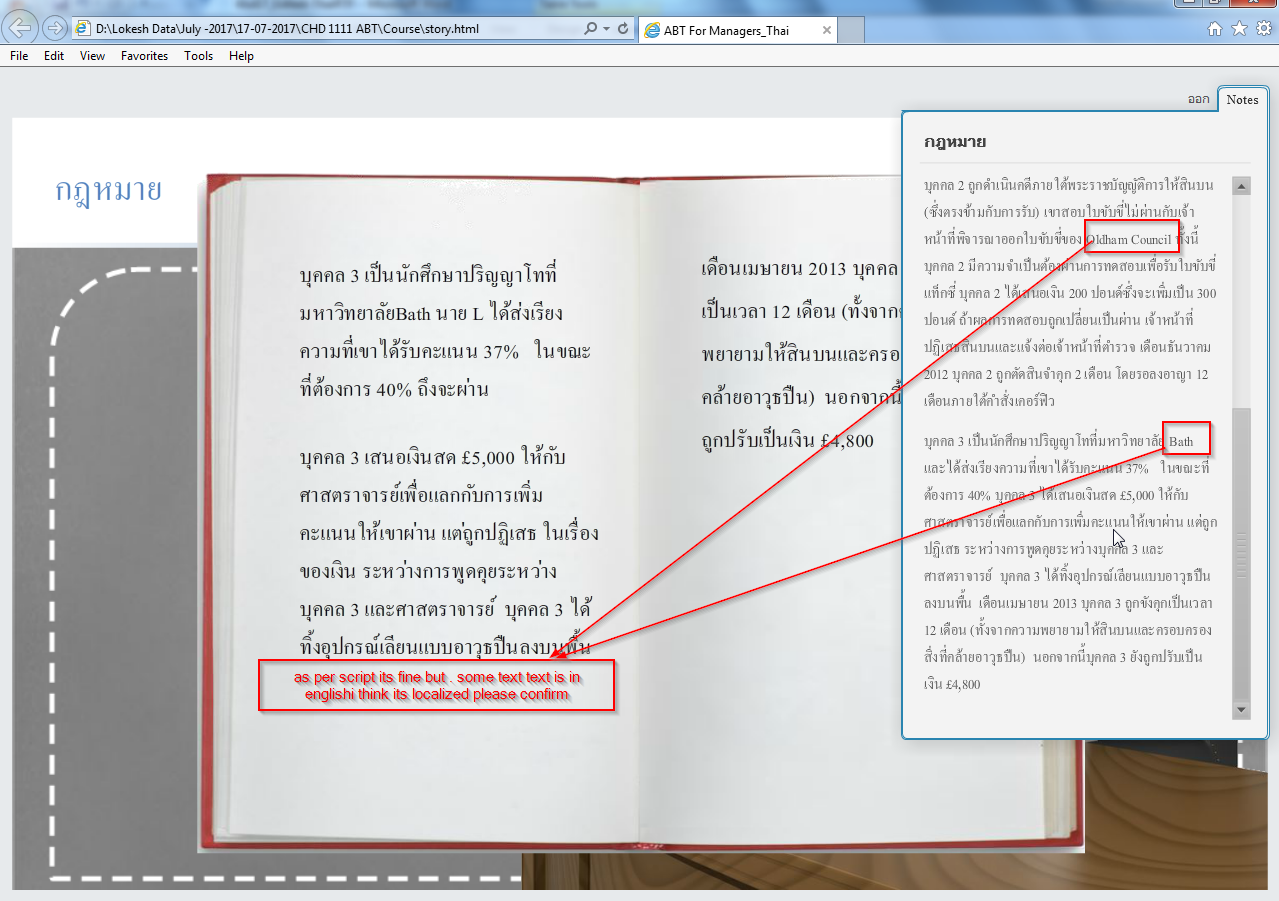 D:\Lokesh Data\July -2017\17-07-2017\CHD 1111 ABT\Course\story.html
ABT For Managers_Thai
File Edit View Favorites Tools Help
ออก
Notes
กฎหมาย
บุคคล 3 เป็นนักศึกษาปริญญาโทที่
มหาวิทยาลัยBath นาย L ได้ส่งเรียง
ความที่เขาได้รับคะแนน 37% ในขณะ
ที่ต้องการ 40% ถึงจะผ่าน
บุคคล 3 เสนอเงินสด £5,000 ให้กับ
ศาสตราจารย์เพื่อแลกกับการเพิ่ม
คะแนนให้เขาผ่าน แต่ถูกปฏิเสธ ในเรื่อง
ของเงิน ระหว่างการพูดคุยระหว่าง
บุคคล 3 และศาสตราจารย์ บุคคล 3 ได้
ทิ้งอุปกรณ์เลียนแบบอาวุธปืนลงบนพื้น
as per script its fine but . some text text is in
englishi think its localized please confirm
เดือนเมษายน 2013 บุคคล
เป็นเวลา 12 เดือน (ทั้งจาก
พยายามให้สินบนและครอ
คล้ายอาวุธปืน) นอกจากนี้
ถูกปรับเป็นเงิน £4,800
กฎหมาย
บุคคล 2 ถูกดำเนินคดีภายใต้พระราชบัญญัติการให้สินบน
(ซึ่งตรงข้ามกับการรับ) เขาสอบใบขับขี่ไม่ผ่านกับเจ้า
หน้าที่พิจารณาออกใบขับขี่ของ Oldham Council ทั้งนี้
บุคคล 2 มีความจำเป็นต้องผ่านการทดสอบเพื่อรับใบขับขี่
แท็กซี่ บุคคล 2 ได้เสนอเงิน 200 ปอนด์ซึ่งจะเพิ่มเป็น 300
ปอนด์ ถ้าผลการทดสอบถูกเปลี่ยนเป็นผ่าน เจ้าหน้าที่
ปฏิเสธสินบนและแจ้งต่อเจ้าหน้าที่ตำรวจ เดือนธันวาคม
2012 บุคคล 2 ถูกตัดสินจำคุก 2 เดือน โดยรอลงอาญา 12
เดือนภายใต้คำสั่งเคอร์ฟิว
บุคคล 3 เป็นนักศึกษาปริญญาโทที่มหาวิทยาลัย Bath
และได้ส่งเรียงความที่เขาได้รับคะแนน 37% ในขณะที่
ต้องการ 40% บุคคล 3 ได้เสนอเงินสด £5,000 ให้กับ
ศาสตราจารย์เพื่อแลกกับการเพิ่มคะแนนให้เขาผ่าน แต่ถูก
ปฏิเสธ ระหว่างการพูดคุยระหว่างบุคคล 3 และ
ศาสตราจารย์ บุคคล 3 ได้ทิ้งอุปกรณ์เลียนแบบอาวุธปืน
ลงบนพื้น เดือนเมษายน 2013 บุคคล 3 ถูกขังคุกเป็นเวลา
12 เดือน (ทั้งจากความพยายามให้สินบนและครอบครอง
สิ่งที่คล้ายอาวุธปืน) นอกจากนี้บุคคล 3 ยังถูกปรับเป็น
เงิน £4,800